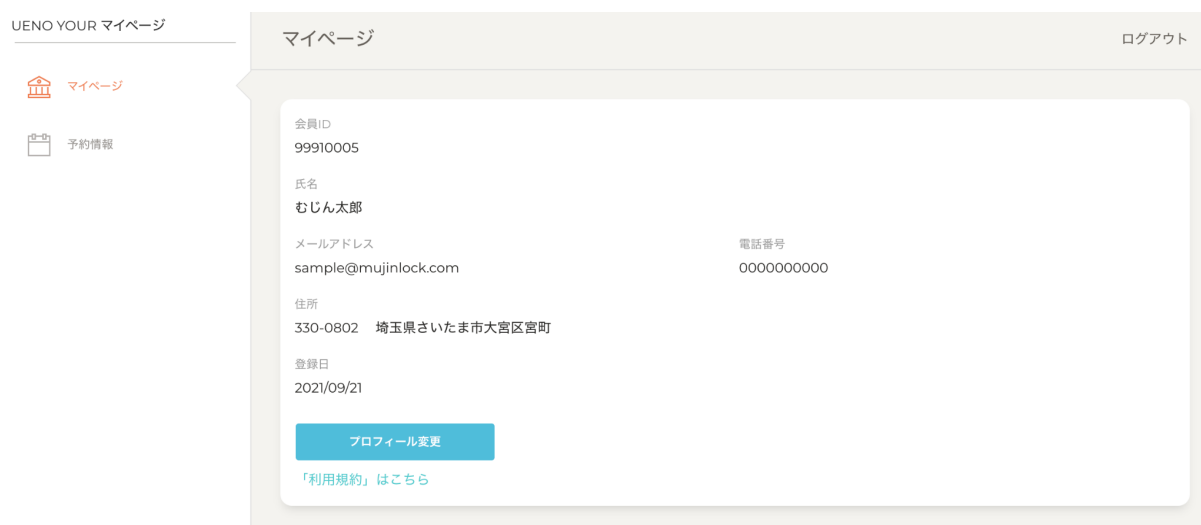 UENO YOUR マイページ
マイページ
ログアウト
マイページ
予約情報
会員ID
99910005
氏名
むじん太郎
メールアドレス
電話番号
sample@mujinlock.com
0000000000
住所
330-0802 埼玉県さいたま市大宮区宮町
登録日
2021/09/21
プロフィール変更
「利用規約」はこちら